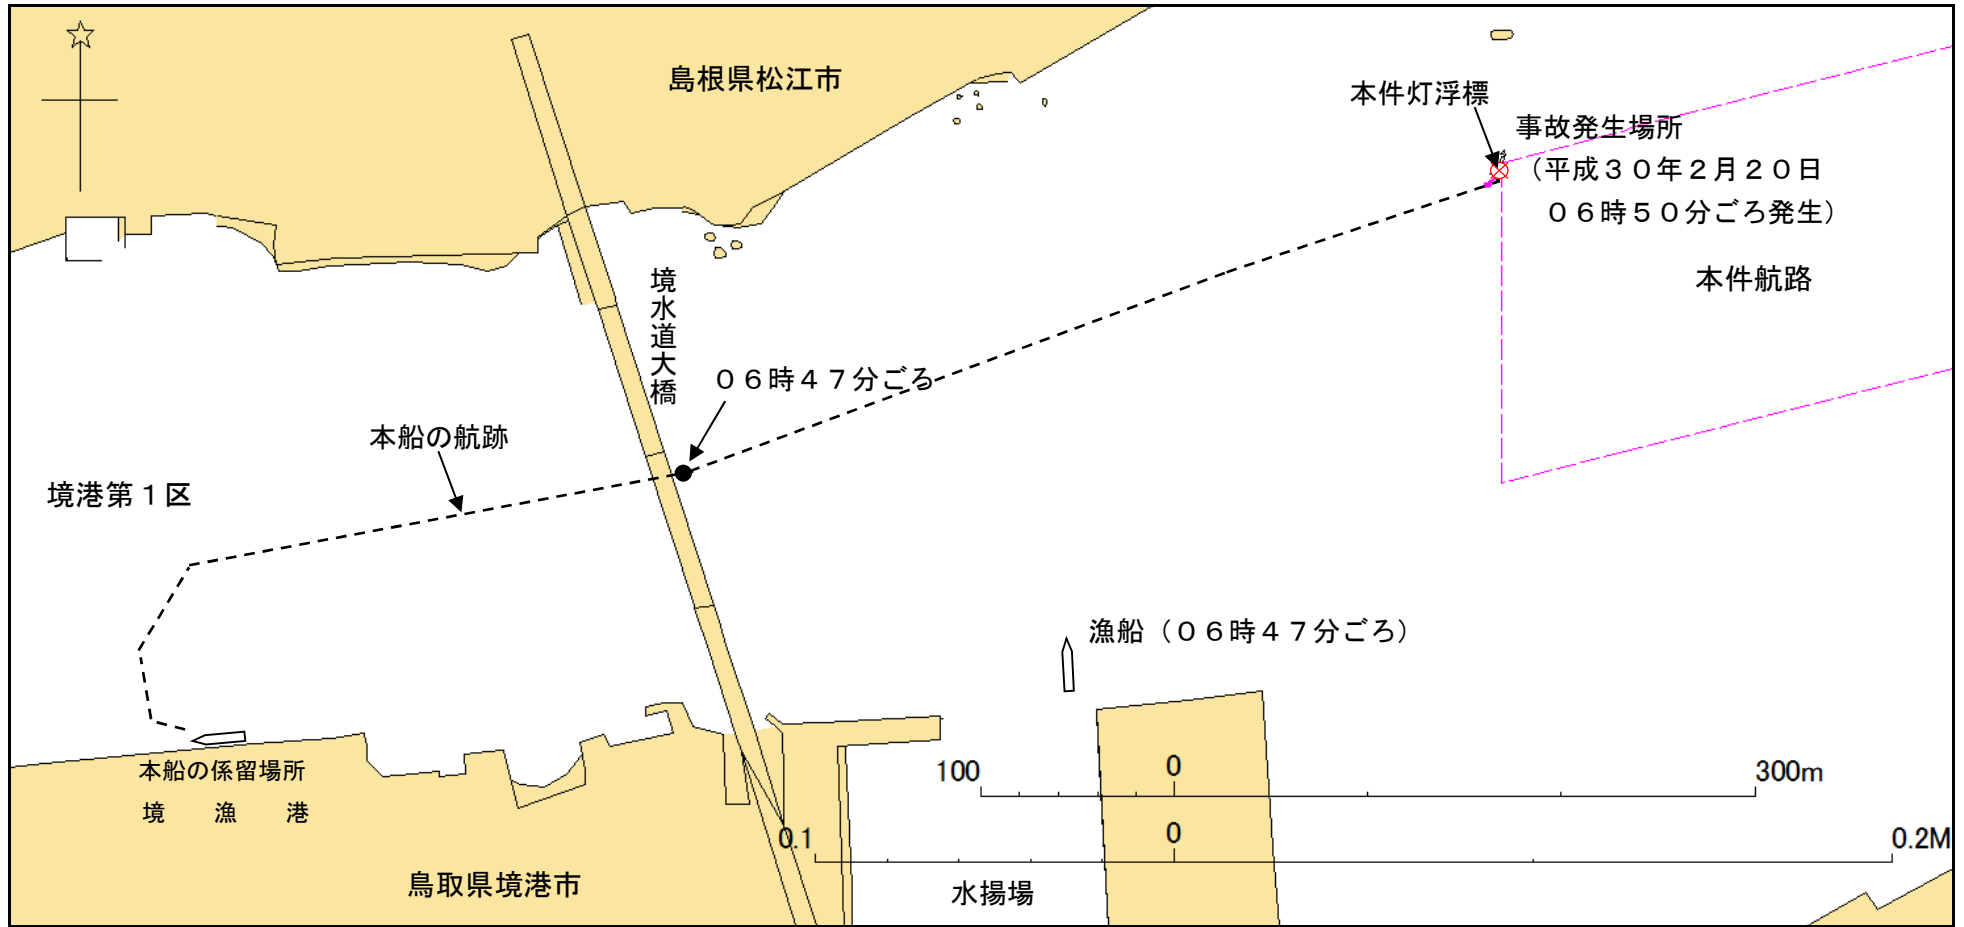 島根県松江市
本件灯浮標
事故発生場所
（平成３０年２月２０日
０６時５０分ごろ発生）
本件航路
境水道大橋
０６時４７分ごろ
本船の航跡
境港第１区
漁船（０６時４７分ごろ）
本船の係留場所
境　漁　港
100 0 300m
0.1 0 0.2M
鳥取県境港市
水揚場